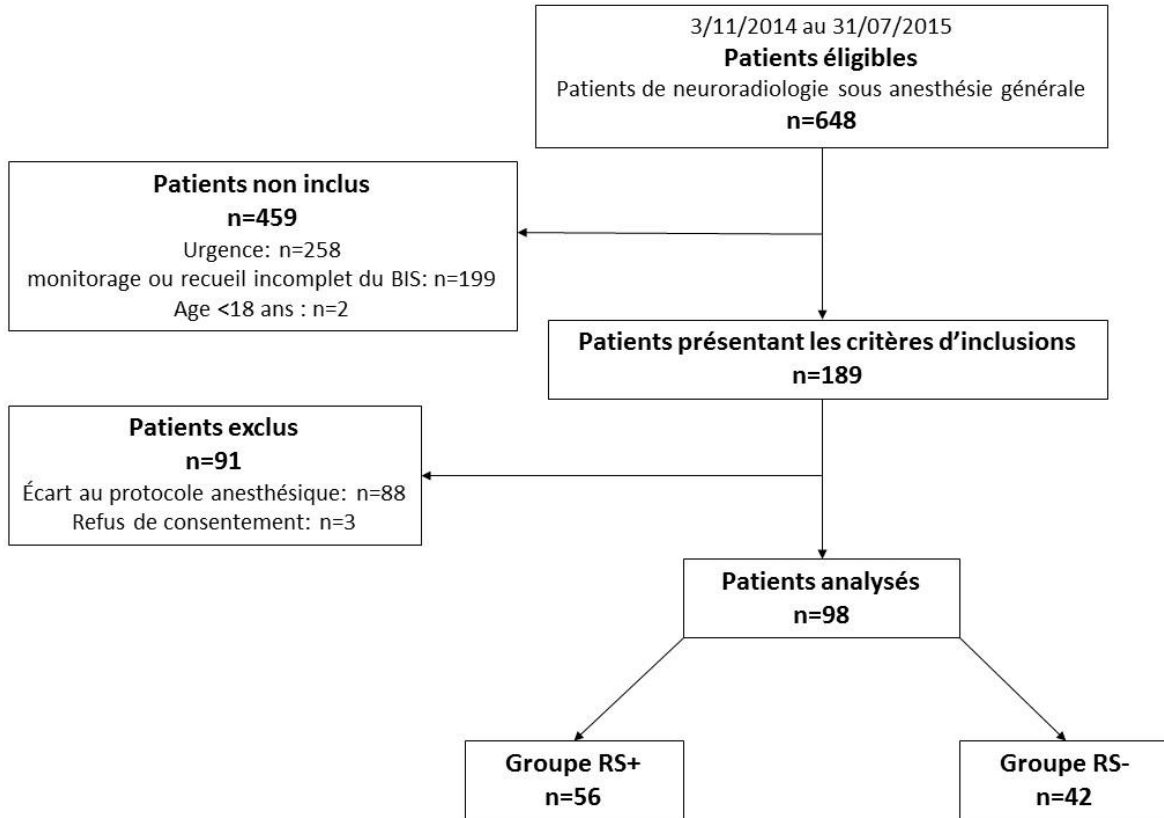 3/11/2014 au 31/07/2015
Patients éligibles
Patients de neuroradiologie sous anesthésie générale
n=648
Patients non inclus
n=459
Urgence: n=258
monitorage ou recueil incomplet du BIS: n=199
Age <18 ans : n=2
Patients présentant les critères d'inclusions
n=189
Patients exclus
n=91
Écart au protocole anesthésique: n=88
Refus de consentement: n=3
Patients analysés
n=98
Groupe RS+
n=56
Groupe RS-
n=42